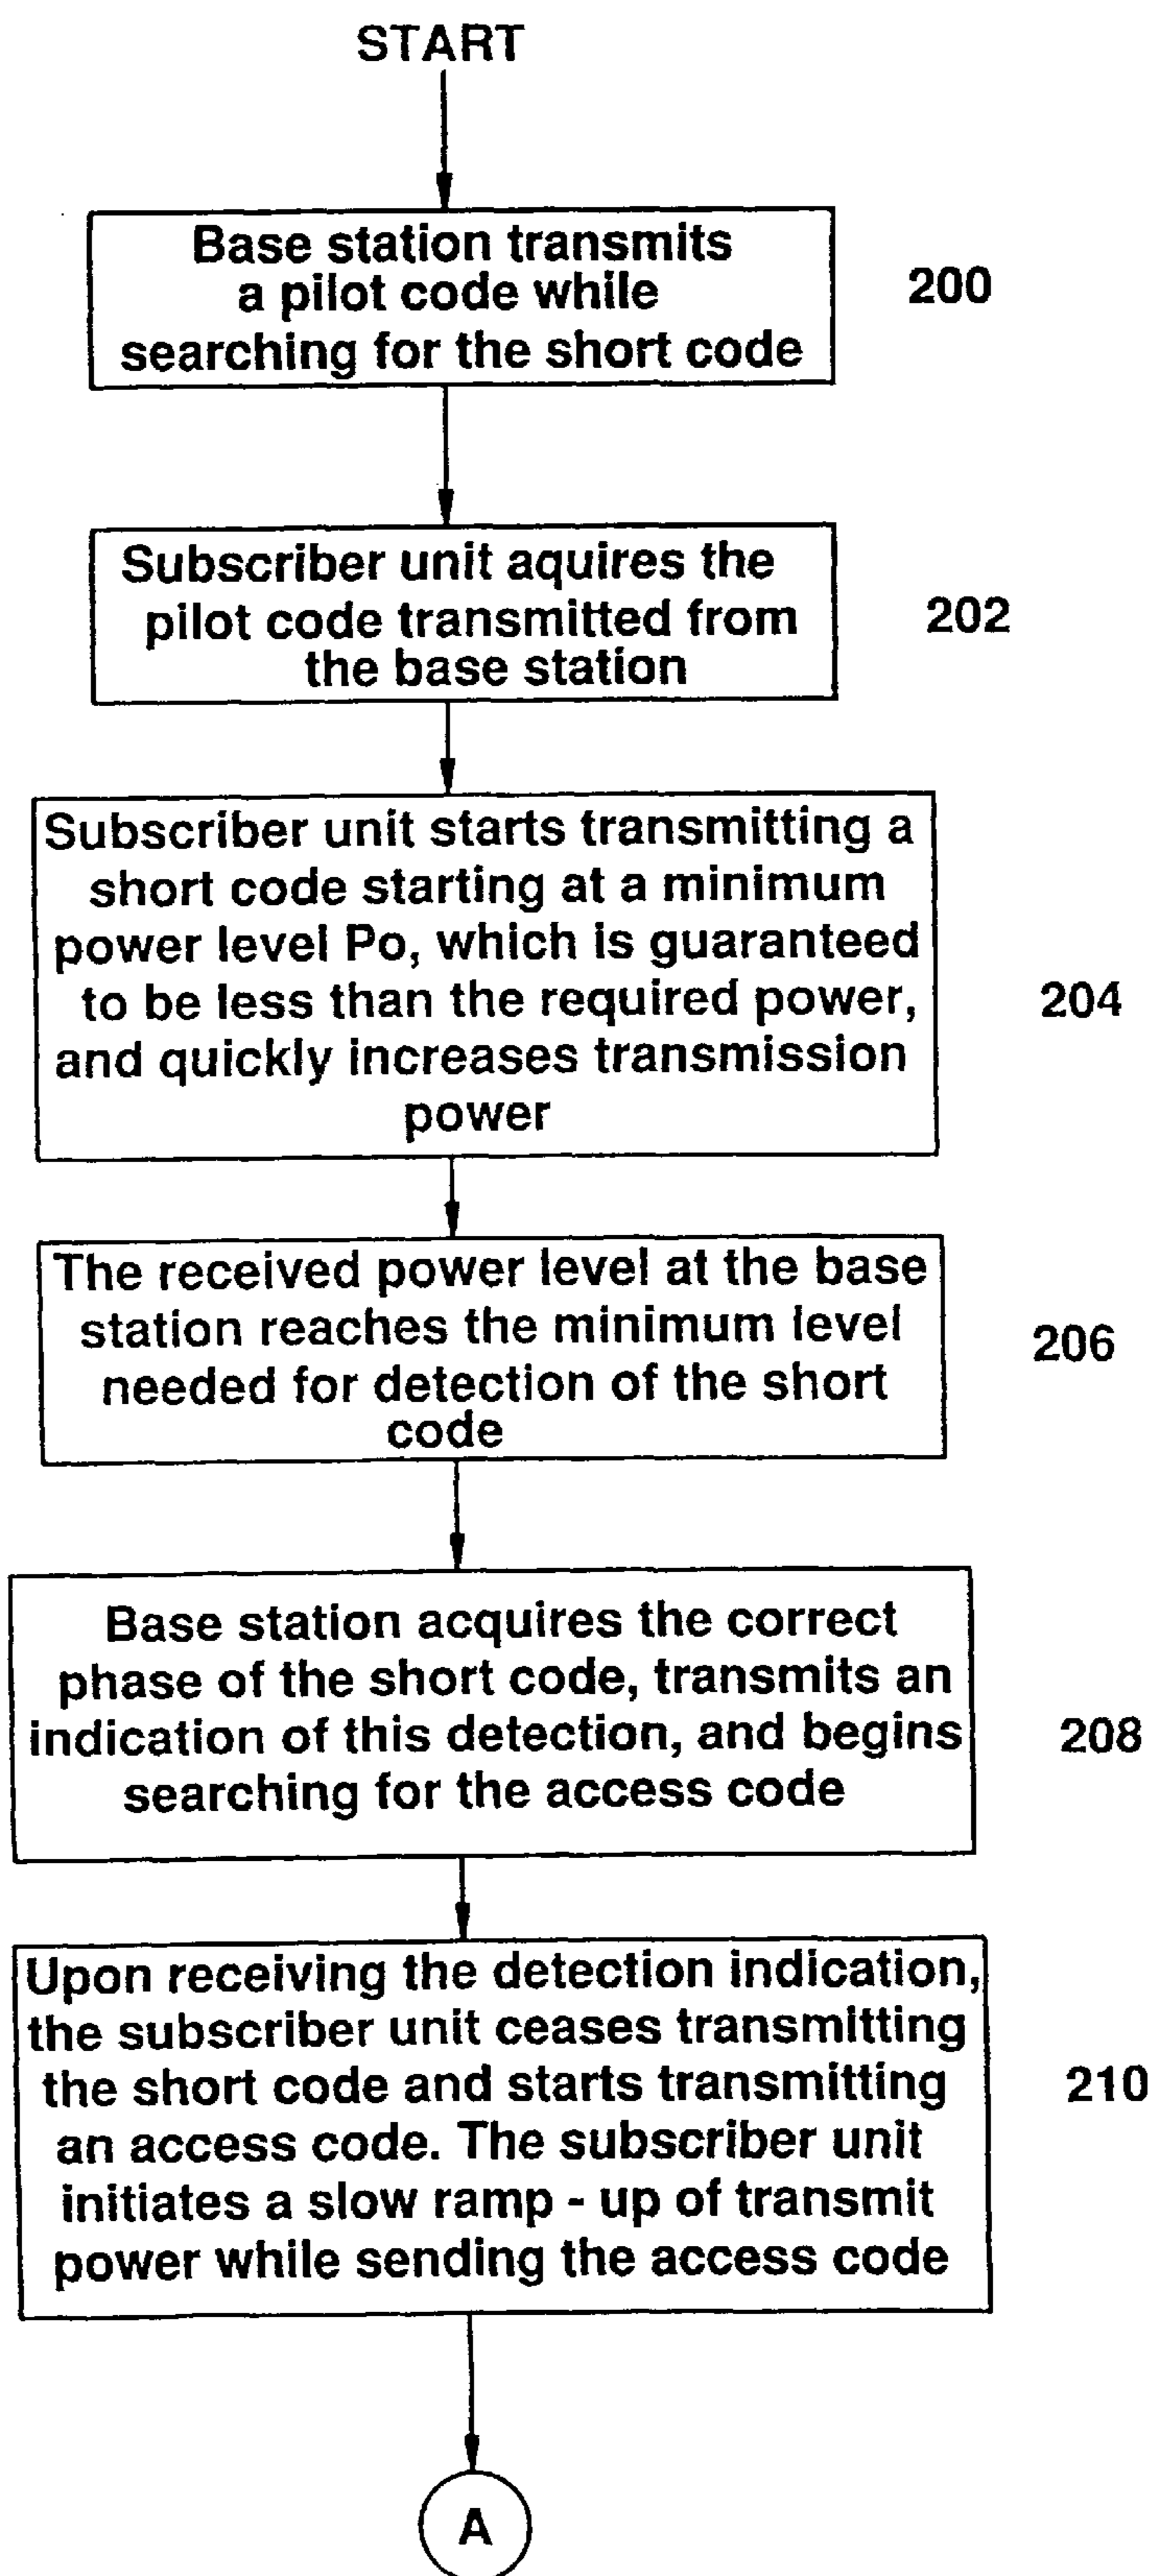 START
Base station transmits
a pilot code while
searching for the short code
200
Subscriber unit aquires the
pilot code transmitted from
the base station
202
Subscriber unit starts transmitting a
short code starting at a minimum
power level Po, which is guaranteed
to be less than the required power,
and quickly increases transmission
power
204
The received power level at the base
station reaches the minimum level
needed for detection of the short
code
206
Base station acquires the correct
phase of the short code, transmits an
indication of this detection, and begins
searching for the access code
208
Upon receiving the detection indication,
the subscriber unit ceases transmitting
the short code and starts transmitting
an access code. The subscriber unit
initiates a slow ramp - up of transmit
power while sending the access code
210
A